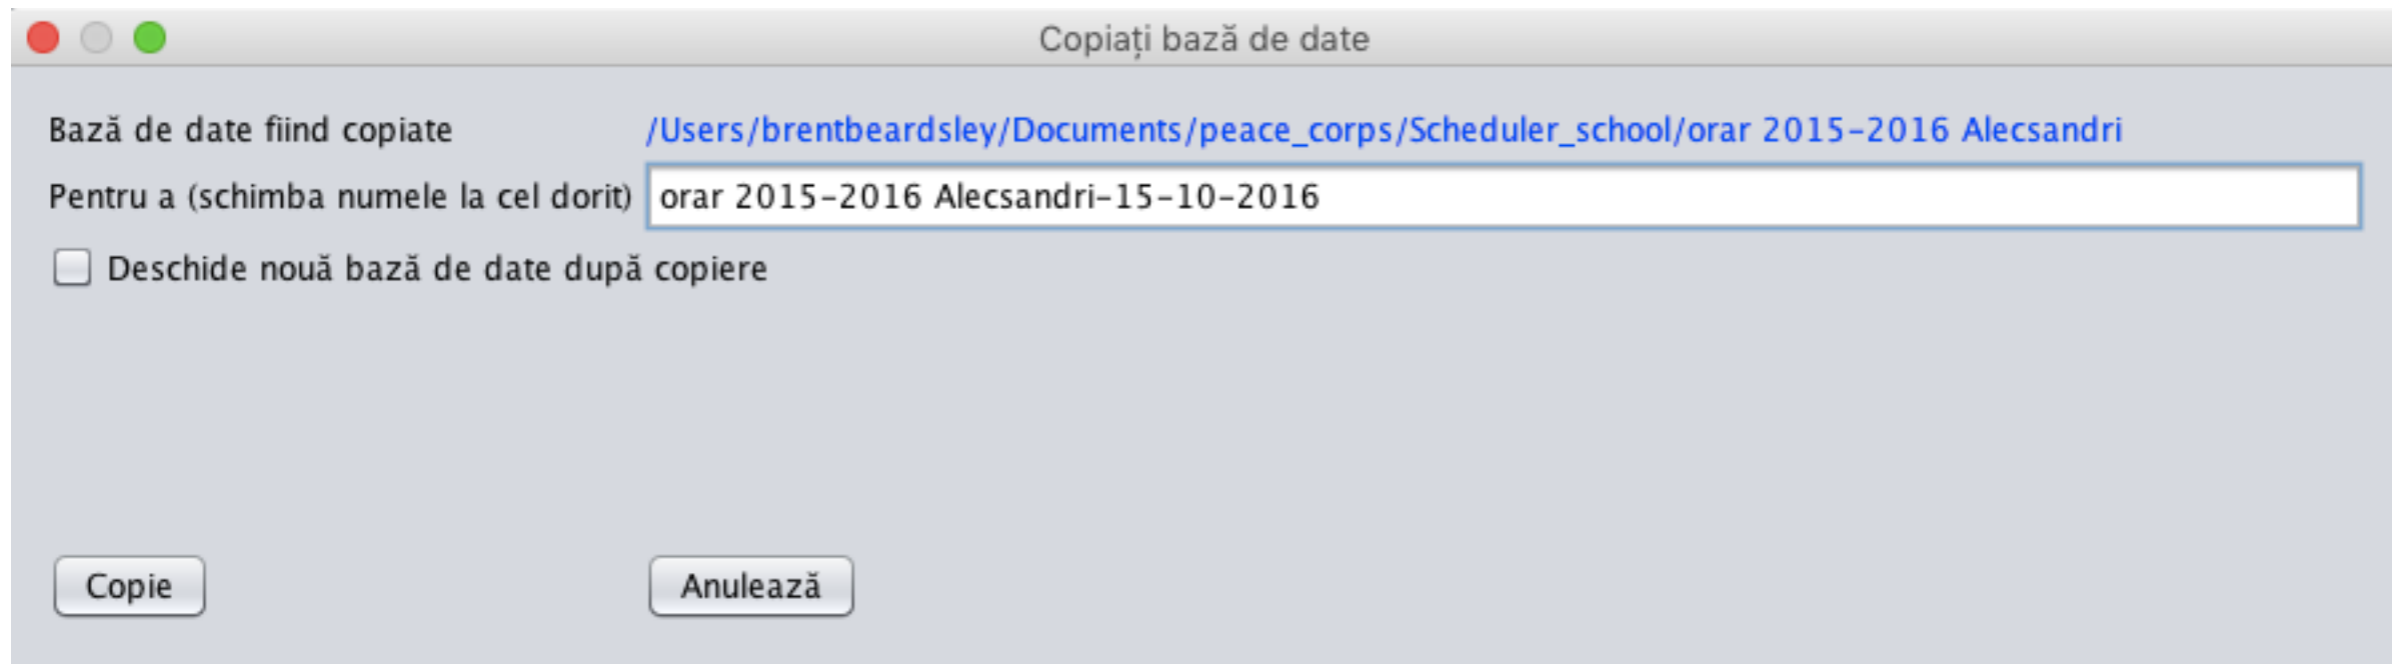 Copiați bază de date
Bază de date fiind copiate /Users/brentbeardsley/Documents/peace_corps/Scheduler_school/orar 2015-2016 Alecsandri
Pentru a (schimba numele la cel dorit) orar 2015-2016 Alecsandri-15-10-2016
Deschide nouă bază de date după copiere
Copie Anulează